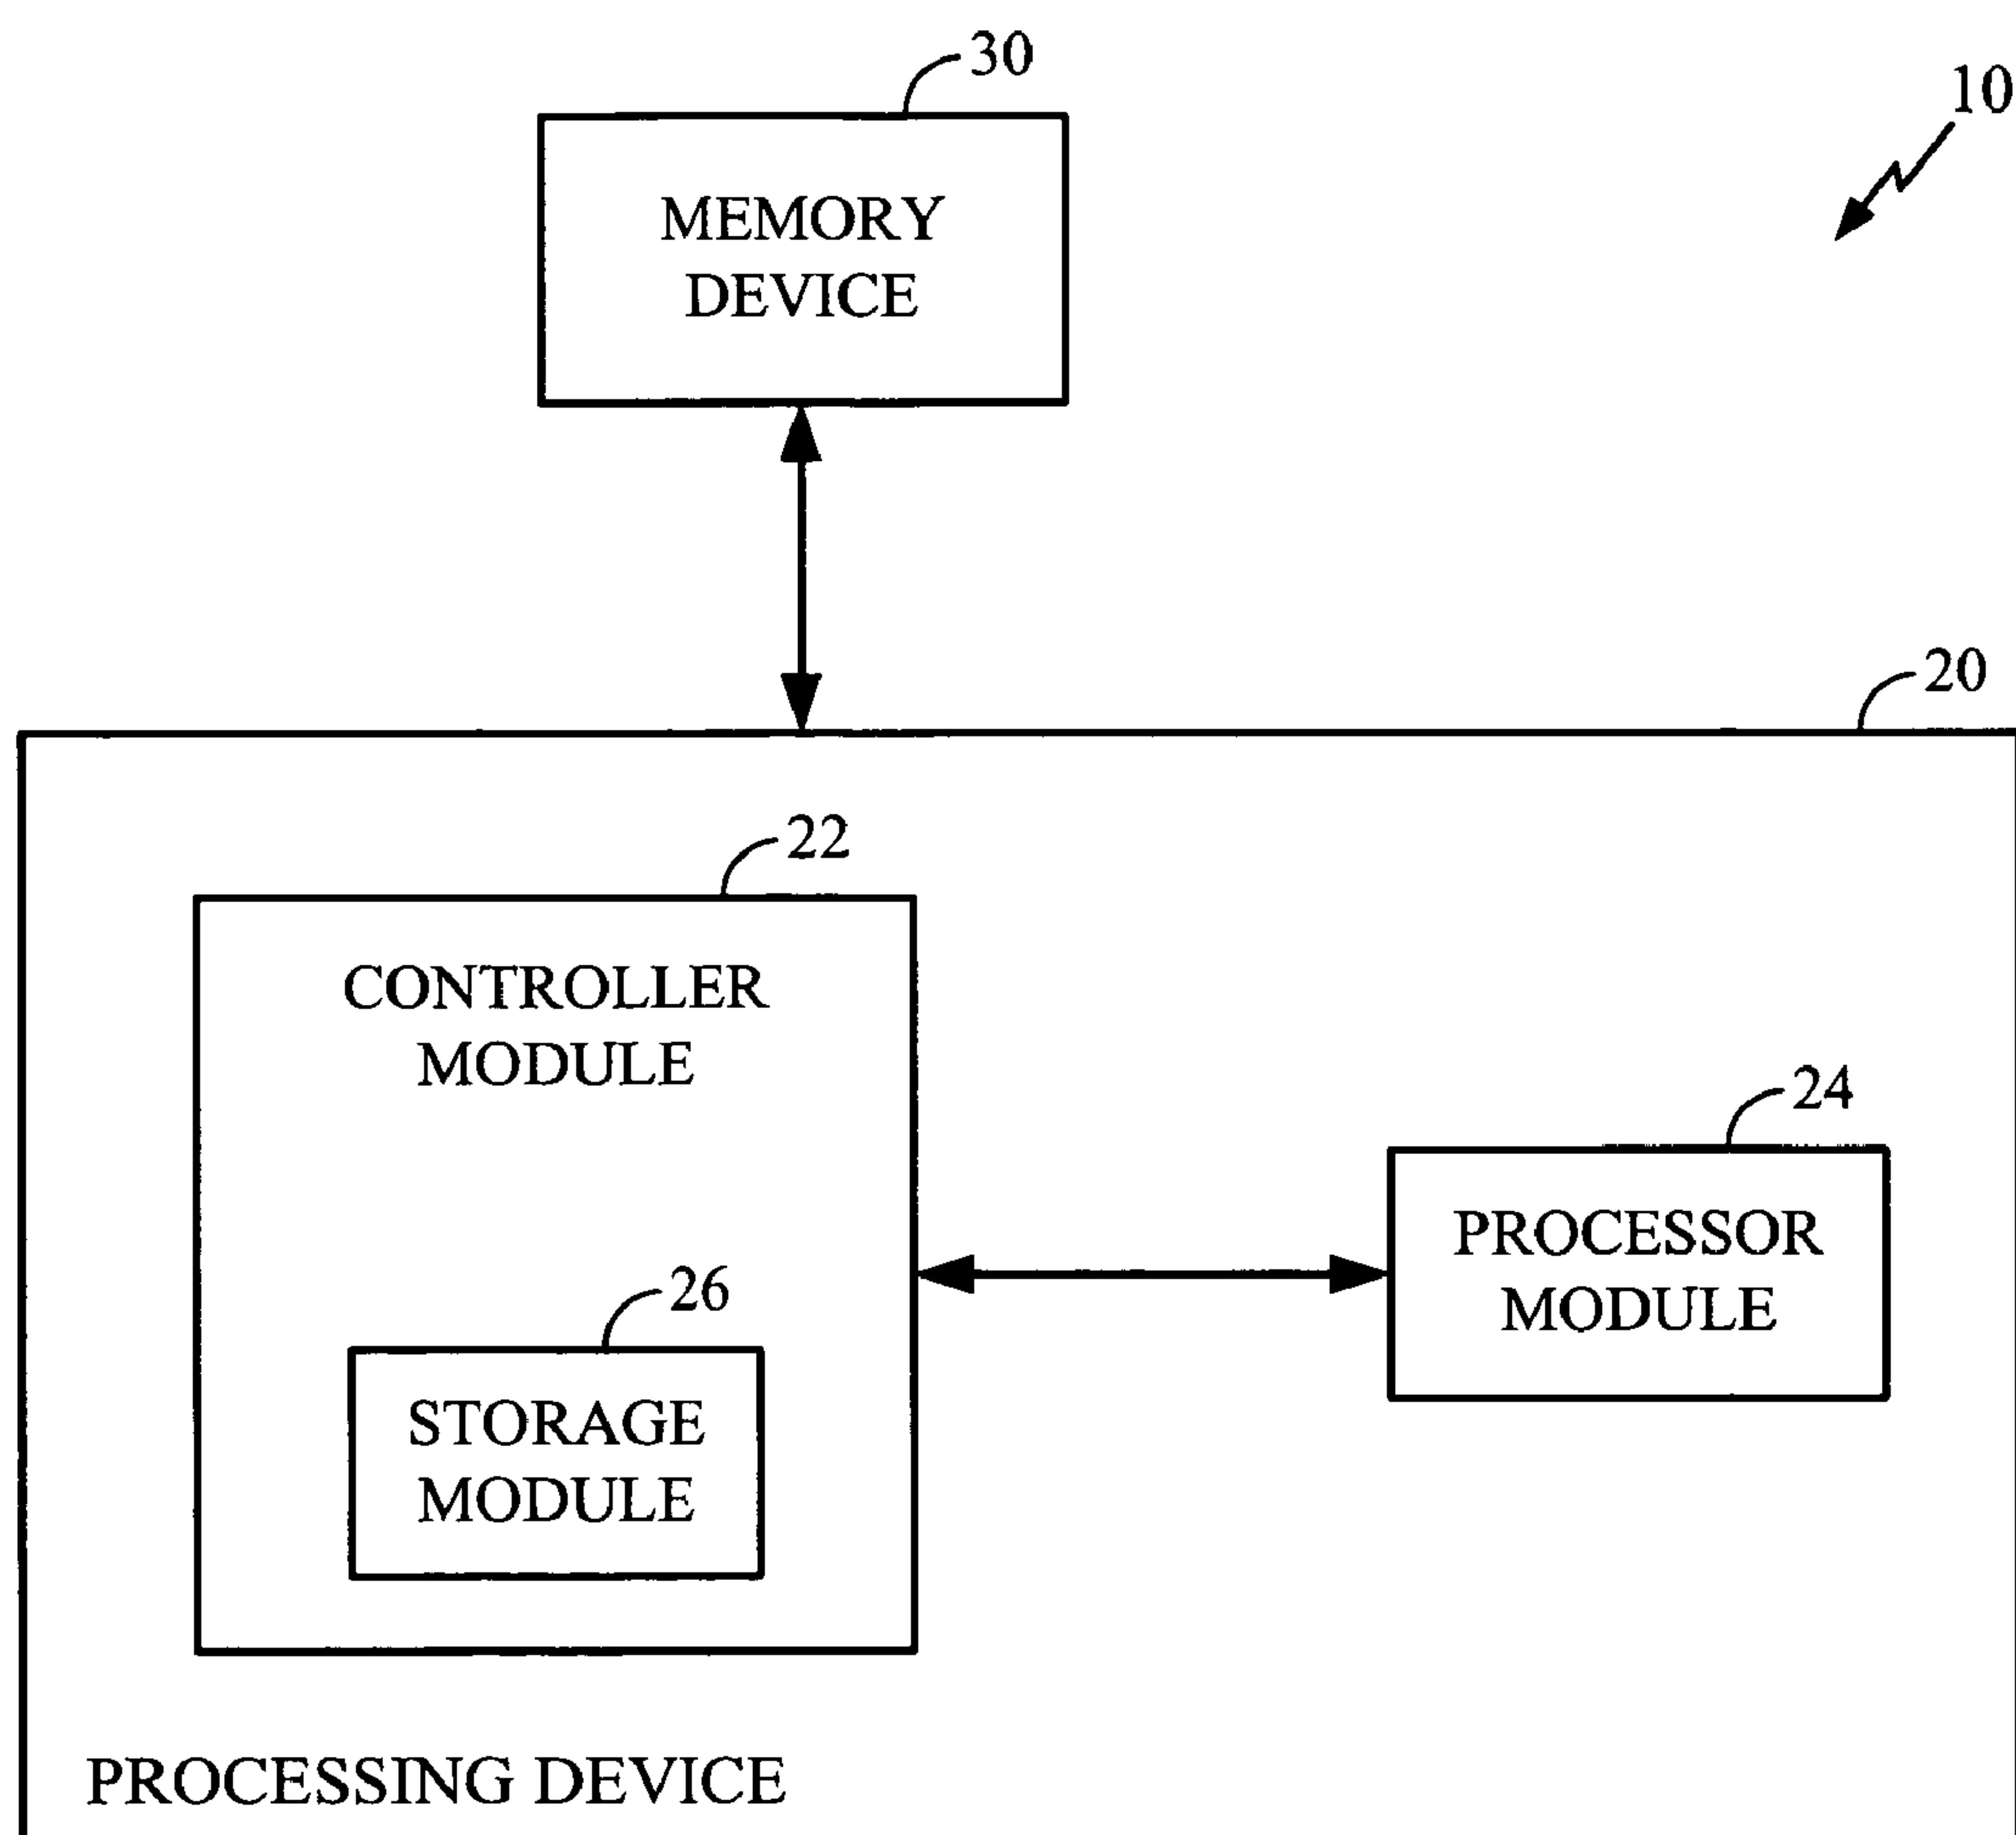 30
10
MEMORY
DEVICE
20
22
CONTROLLER
MODULE
24
PROCESSOR
MODULE
26
STORAGE
MODULE
PROCESSING DEVICE